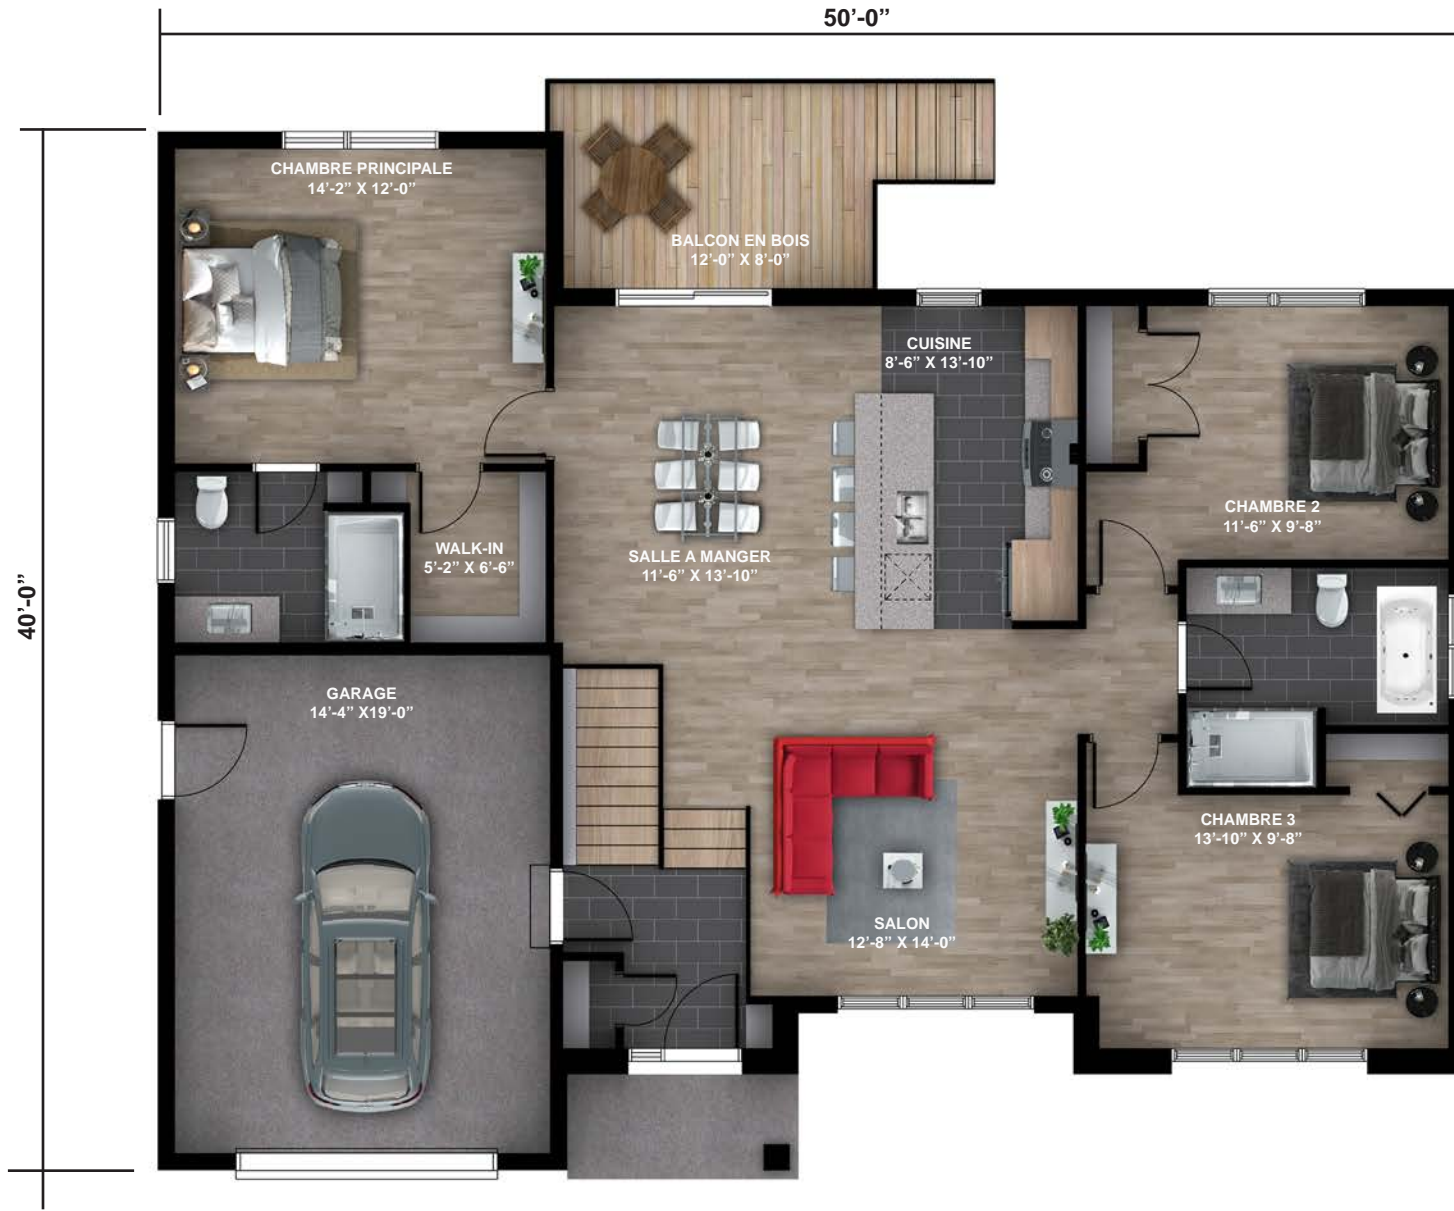 50’-0”
40’-0”
CHAMBRE PRINCIPALE
14’-2” X 12’-0”
BALCON EN BOIS
12’-0” X 8’-0”
CUISINE
8’-6” X 13’-10”
CHAMBRE 2
11’-6” X 9’-8”
WALK-IN
5’-2” X 6’-6”
SALLE A MANGER
11’-6” X 13’-10”
GARAGE
14’-4” X19’-0”
CHAMBRE 3
13’-10” X 9’-8”
SALON
12’-8” X 14’-0”